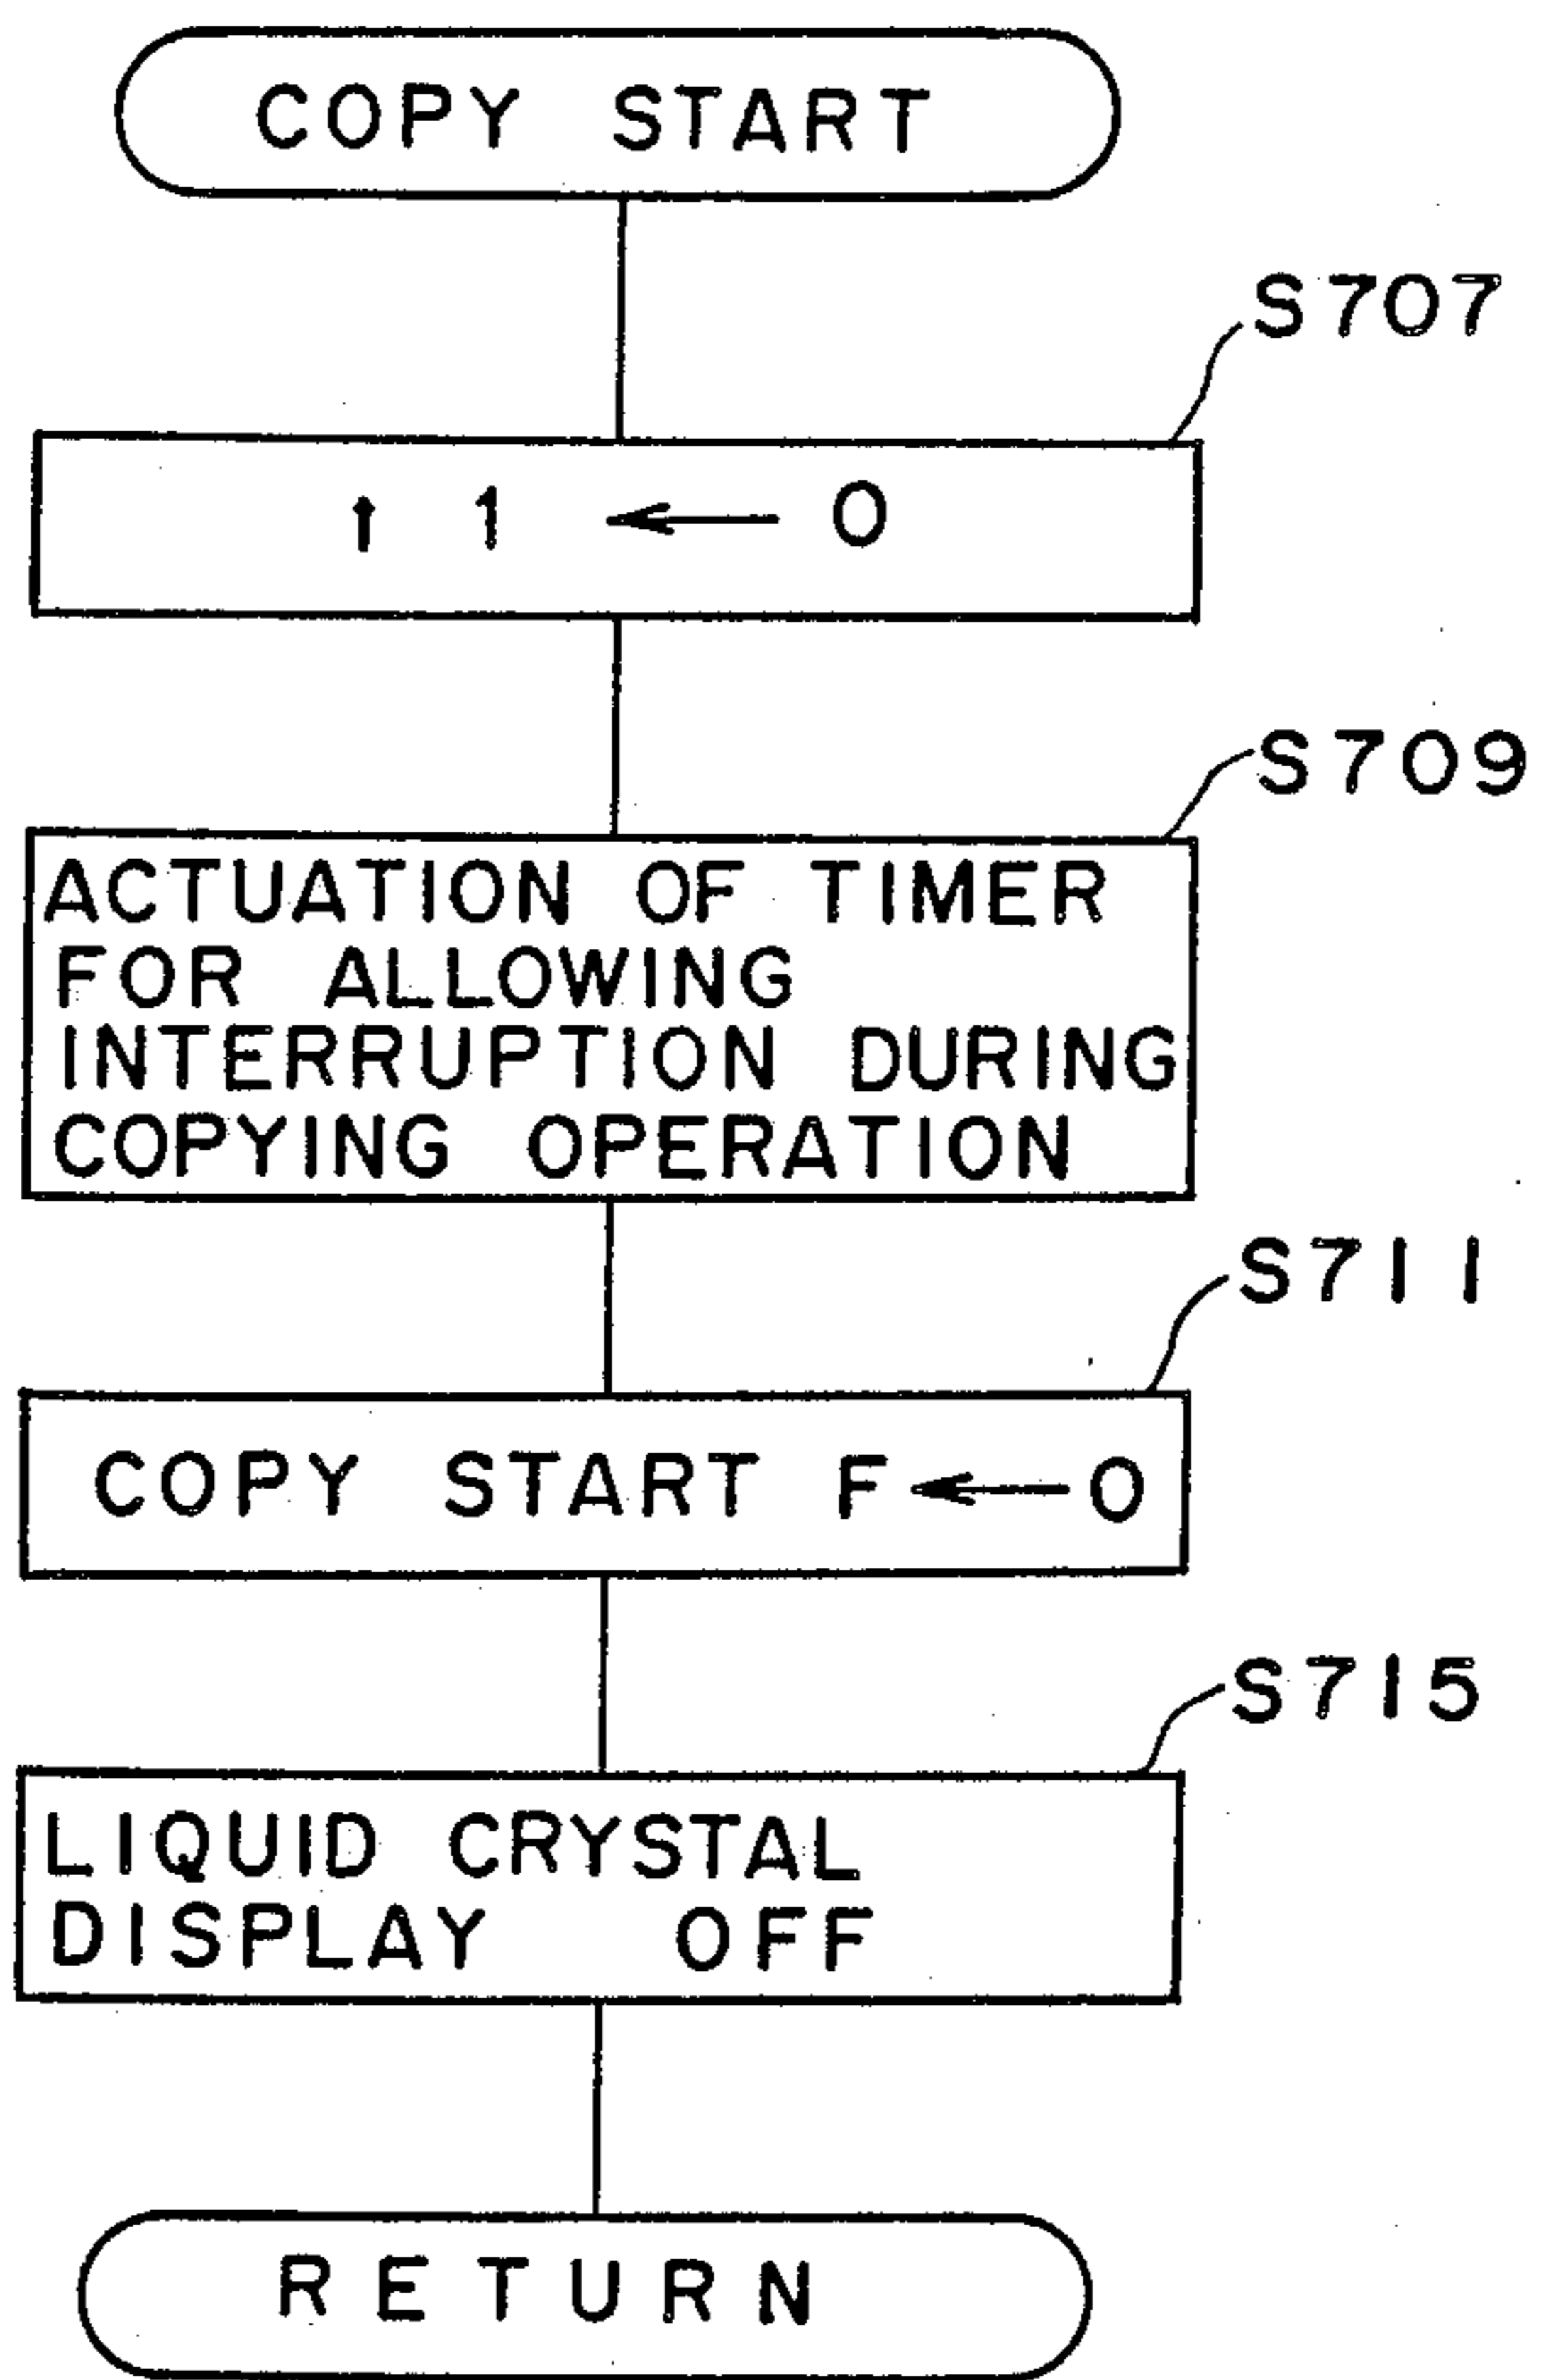 COPY START
S707
t 1 ← 0
S709
ACTUATION OF TIMER
FOR ALLOWING
INTERRUPTION DURING
COPYING OPERATION
S711
COPY START F←0
S715
LIQUID CRYSTAL
DISPLAY OFF
RETURN